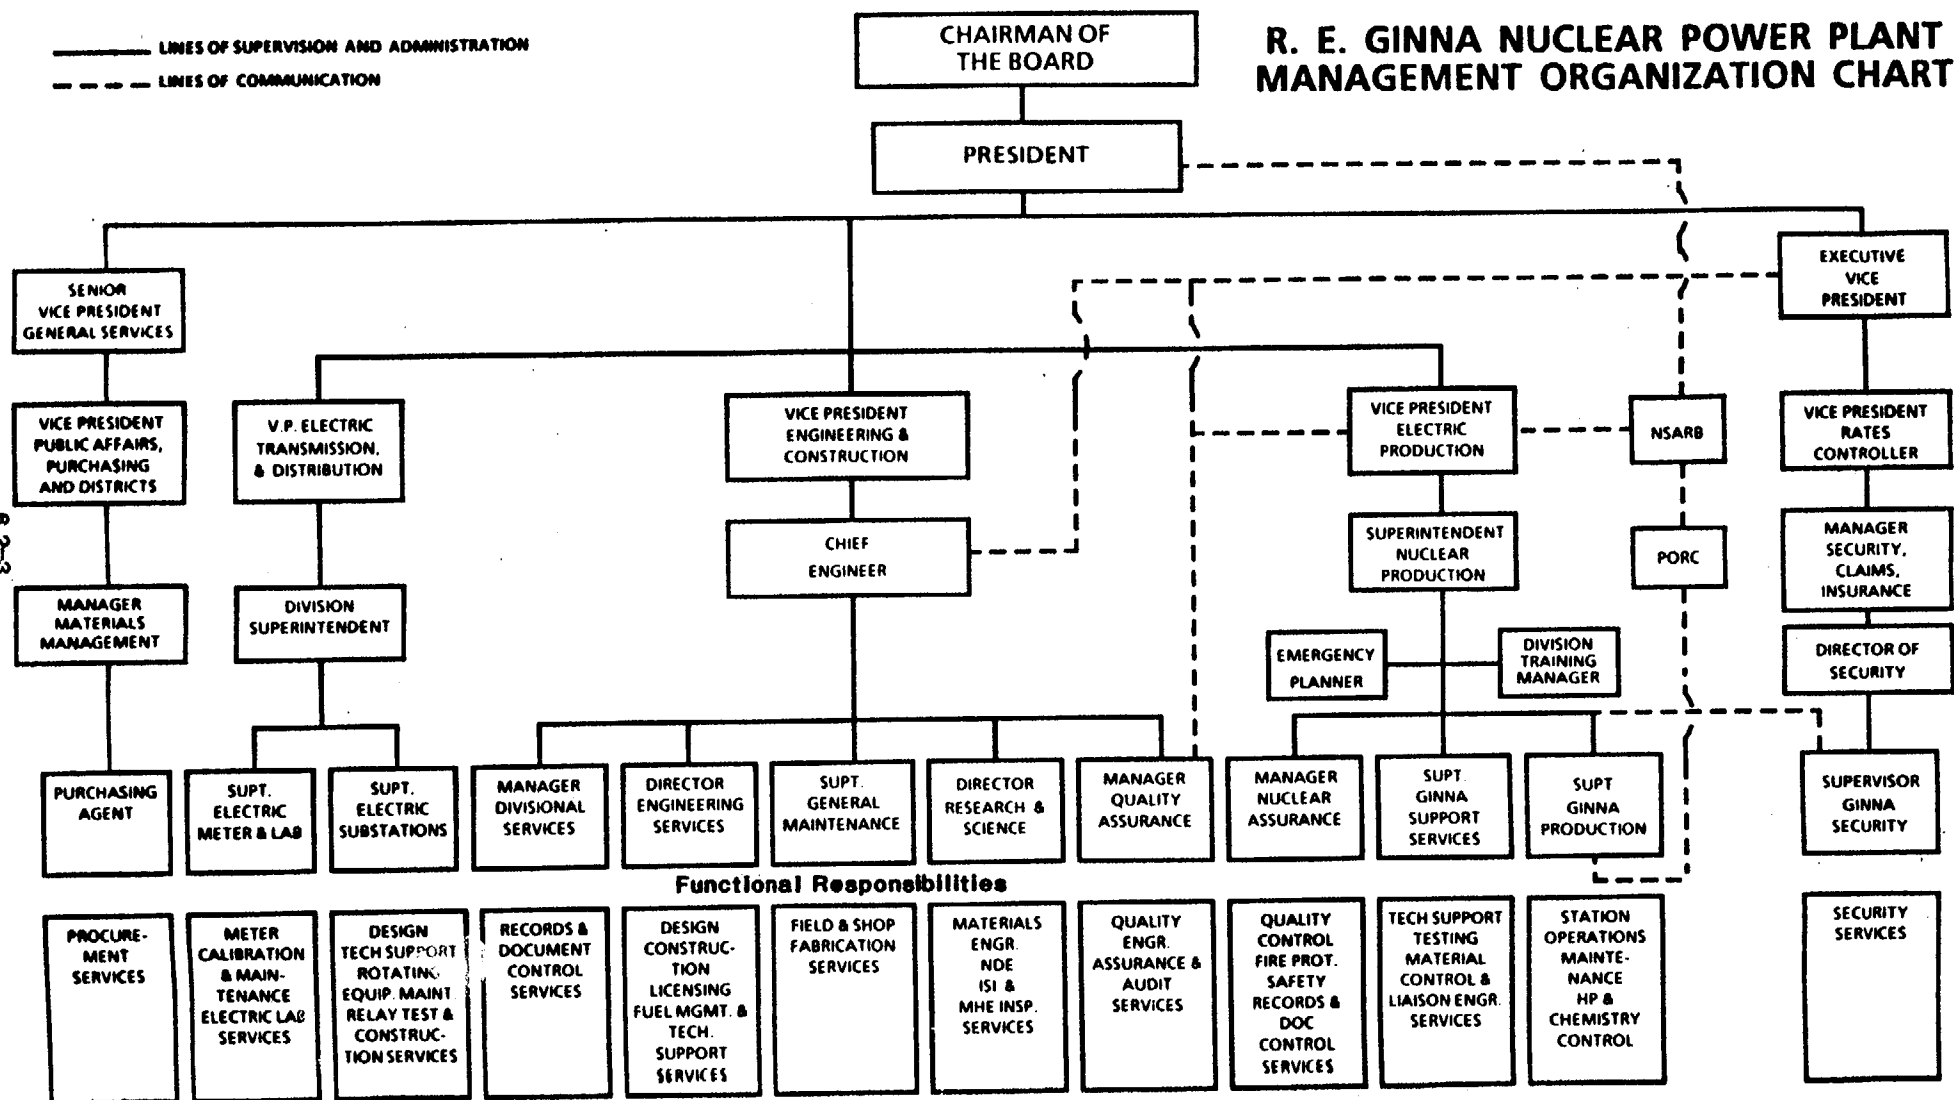 LINES OF SUPERVISION AND ADMINISTRATION
LINES OF COMMUNICATION
R. E. GINNA NUCLEAR POWER PLANT
MANAGEMENT ORGANIZATION CHART
CHAIRMAN OF
THE BOARD
PRESIDENT
SENIOR
VICE PRESIDENT
GENERAL SERVICES
EXECUTIVE
VICE
PRESIDENT
VICE PRESIDENT
PUBLIC AFFAIRS,
PURCHASING
AND DISTRICTS
V.P. ELECTRIC
TRANSMISSION,
& DISTRIBUTION
VICE PRESIDENT
ENGINEERING &
CONSTRUCTION
VICE PRESIDENT
ELECTRIC
PRODUCTION
NSARB
VICE PRESIDENT
RATES
CONTROLLER
CHIEF
ENGINEER
SUPERINTENDENT
NUCLEAR
PRODUCTION
PORC
MANAGER
SECURITY,
CLAIMS,
INSURANCE
MANAGER
MATERIALS
MANAGEMENT
DIVISION
SUPERINTENDENT
EMERGENCY
PLANNER
DIVISION
TRAINING
MANAGER
DIRECTOR OF
SECURITY
PURCHASING
AGENT
SUPT.
ELECTRIC
METER & LAB
SUPT.
ELECTRIC
SUBSTATIONS
MANAGER
DIVISIONAL
SERVICES
DIRECTOR
ENGINEERING
SERVICES
SUPT.
GENERAL
MAINTENANCE
DIRECTOR
RESEARCH &
SCIENCE
MANAGER
QUALITY
ASSURANCE
MANAGER
NUCLEAR
ASSURANCE
SUPT.
GINNA
SUPPORT
SERVICES
SUPT
GINNA
PRODUCTION
SUPERVISOR
GINNA
SECURITY
Functional Responsibilities
PROCURE-
MENT
SERVICES
METER
CALIBRATION
& MAIN-
TENANCE
ELECTRIC LAB
SERVICES
DESIGN
TECH SUPPORT
ROTATING
EQUIP. MAINT.
RELAY TEST &
CONSTRUC-
TION SERVICES
RECORDS &
DOCUMENT
CONTROL
SERVICES
DESIGN
CONSTRUC-
TION
LICENSING
FUEL MGMT. &
TECH.
SUPPORT
SERVICES
FIELD & SHOP
FABRICATION
SERVICES
MATERIALS
ENGR.
NDE
ISI &
MHE INSP.
SERVICES
QUALITY
ENGR.
ASSURANCE &
AUDIT
SERVICES
QUALITY
CONTROL
FIRE PROT.
SAFETY
RECORDS &
DOC
CONTROL
SERVICES
TECH SUPPORT
TESTING
MATERIAL
CONTROL &
LIAISON ENGR.
SERVICES
STATION
OPERATIONS
MAINTE-
NANCE
HP &
CHEMISTRY
CONTROL
SECURITY
SERVICES